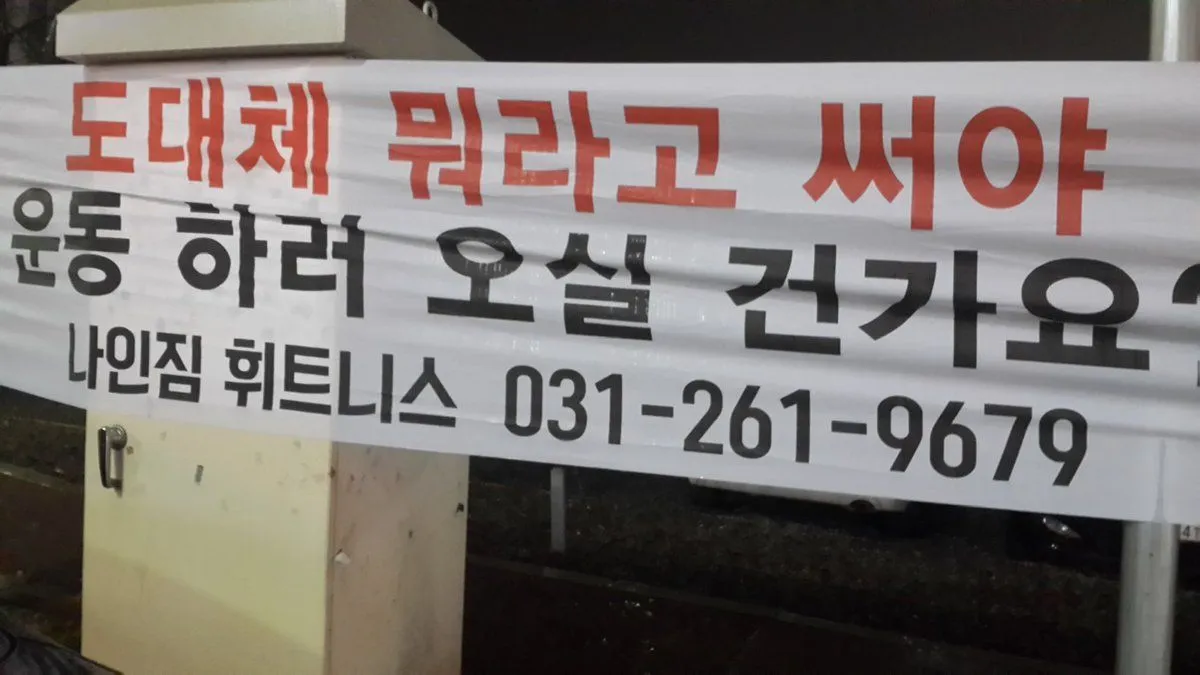 도대체 뭐라고 써야
운동 하러 오실 건가요?
나인짐 휘트니스 031-261-9679